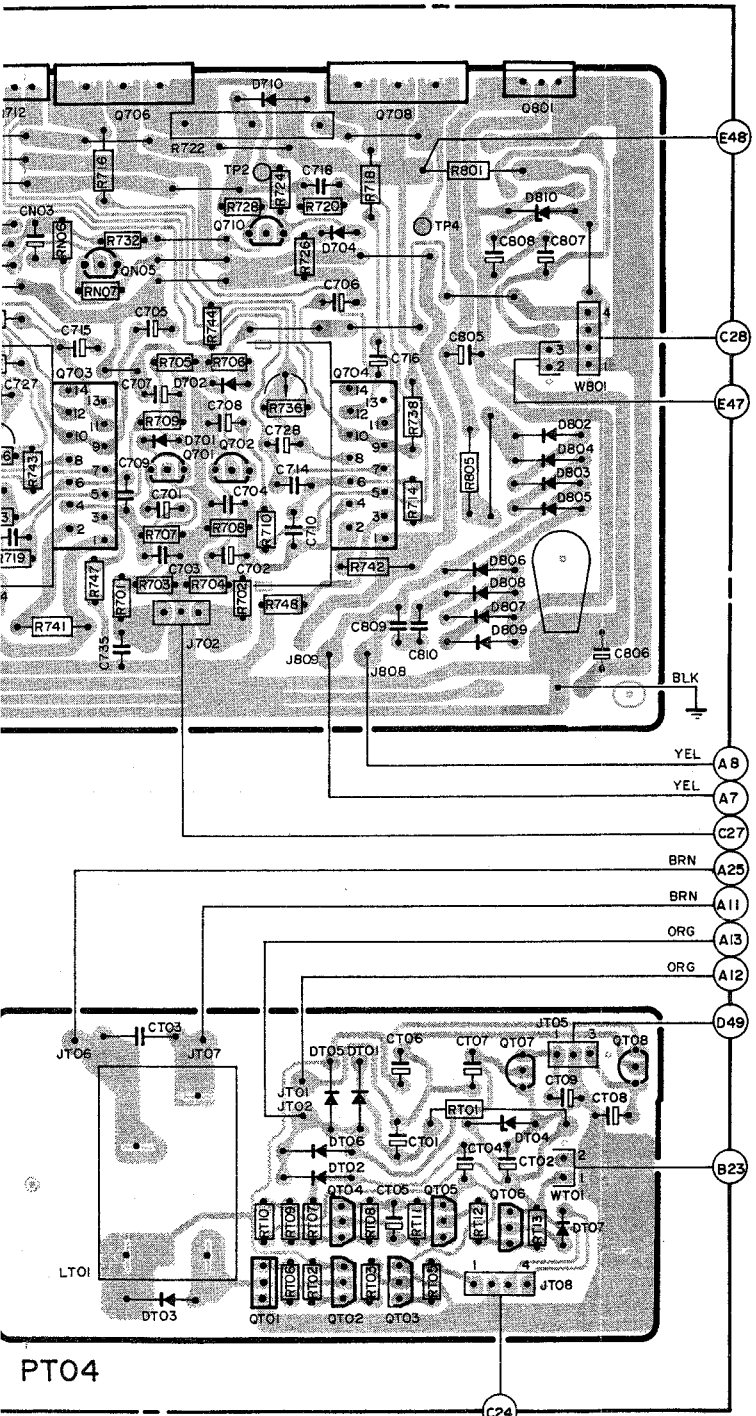 D710
Q706
Q708
Q801
R722
E48
R716
TP2
R724
C718
R718
R801
CN03
R728
R720
D810
RN06
R732
Q710
D704
TP4
QN05
R726
C808 C807
RN07
C706
C705
R744
C715
C805
4
C28
Q703
R705
R706
Q704
C716
3
2
1
W801
C727
14
13
C707
D702
14
13
E47
12
11
R709
C708
R736
12
11
R738
D802
10
9
D701
Q702
C728
10
9
D804
R743
8
7
C709
Q701
8
7
R805
D803
6
5
C714
6
5
R714
D805
4
3
C701
C704
4
3
2
1
R707
R708
R710
C710
2
1
R719
C703
C702
R742
D806
R747
R701
R703
R704
R702
D808
R748
D807
R741
C735
J702
C809
C810
D809
J809
J808
C806
BLK
YEL
A8
YEL
A7
C27
BRN
A25
BRN
A11
ORG
A13
ORG
A12
D49
CT03
JT05
JT06
JT07
CT06
CT07
QT07
1
3
QT08
DT05
DT01
JT01
JT02
CT09
RT01
CT08
DT06
CT01
DT04
DT02
CT04
CT02
2
1
B23
QT04
CT05
QT05
QT06
WT01
RT10
RT09
RT07
RT08
RT11
RT12
RT13
DT07
LT01
RT06
RT02
RT03
RT05
1
4
JT08
DT03
QT01
QT02
QT03
PT04
C24